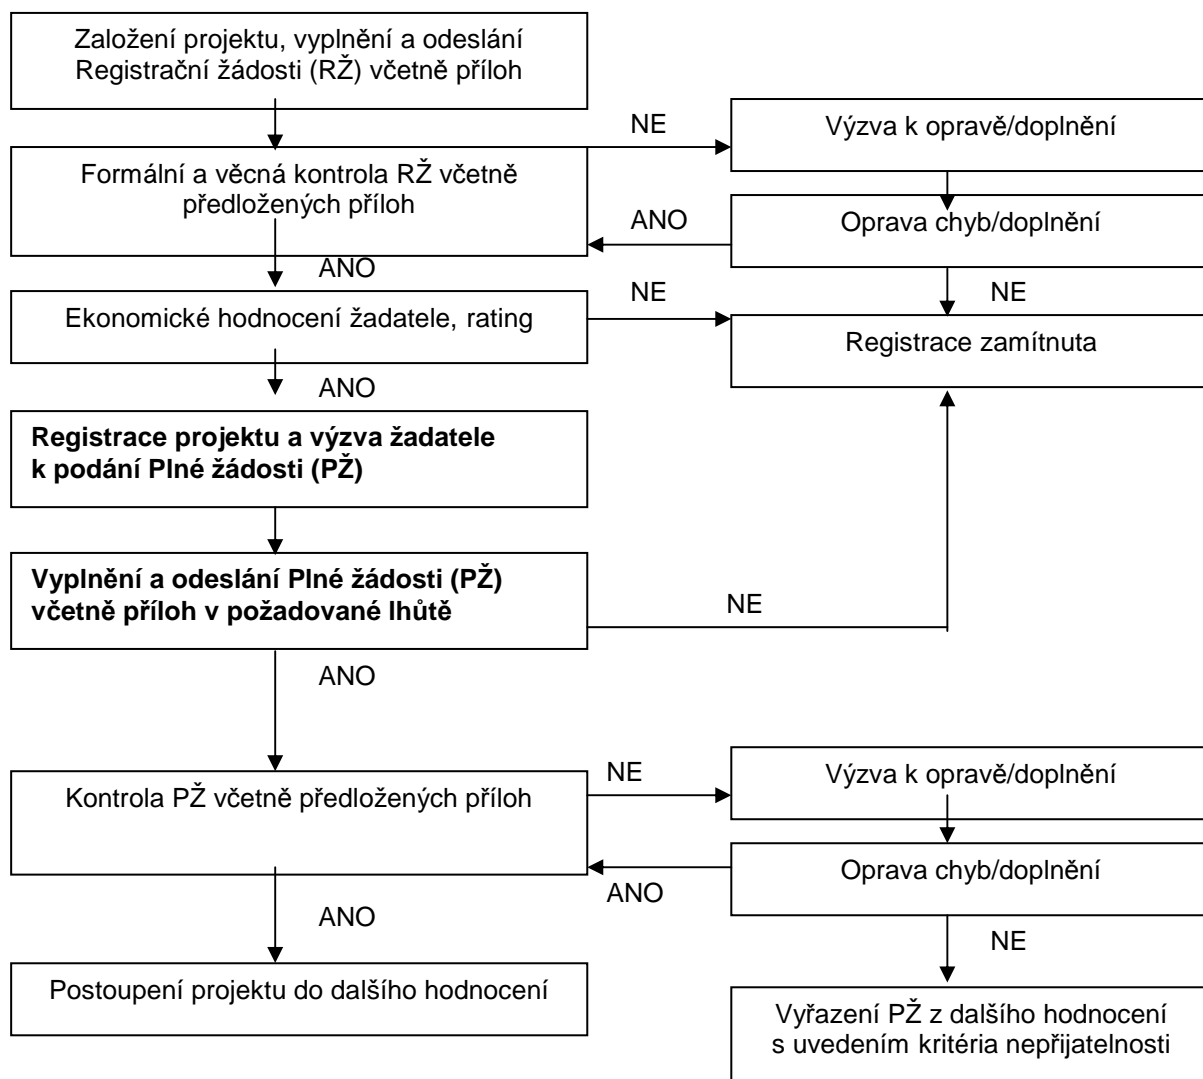 Založení projektu, vyplnění a odeslání
Registrační žádosti (RŽ) včetně příloh
NE
Výzva k opravě/doplnění
Formální a věcná kontrola RŽ včetně
předložených příloh
ANO
Oprava chyb/doplnění
ANO
NE
NE
Ekonomické hodnocení žadatele, rating
Registrace zamítnuta
ANO
Registrace projektu a výzva žadatele
k podání Plné žádosti (PŽ)
Vyplnění a odeslání Plné žádosti (PŽ)
včetně příloh v požadované lhůtě
NE
ANO
NE
Výzva k opravě/doplnění
Kontrola PŽ včetně předložených příloh
Oprava chyb/doplnění
ANO
ANO
NE
Postoupení projektu do dalšího hodnocení
Vyřazení PŽ z dalšího hodnocení
s uvedením kritéria nepřijatelnosti